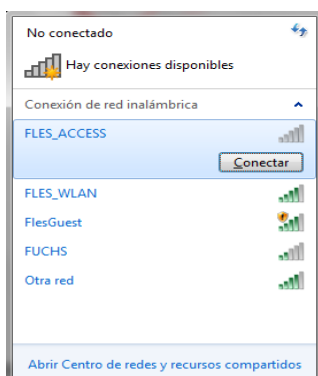 No conectado
Hay conexiones disponibles
Conexión de red inalámbrica
FLES_ACCESS
Conectar
FLES_WLAN
FlesGuest
FUCHS
Otra red
Abrir Centro de redes y recursos compartidos